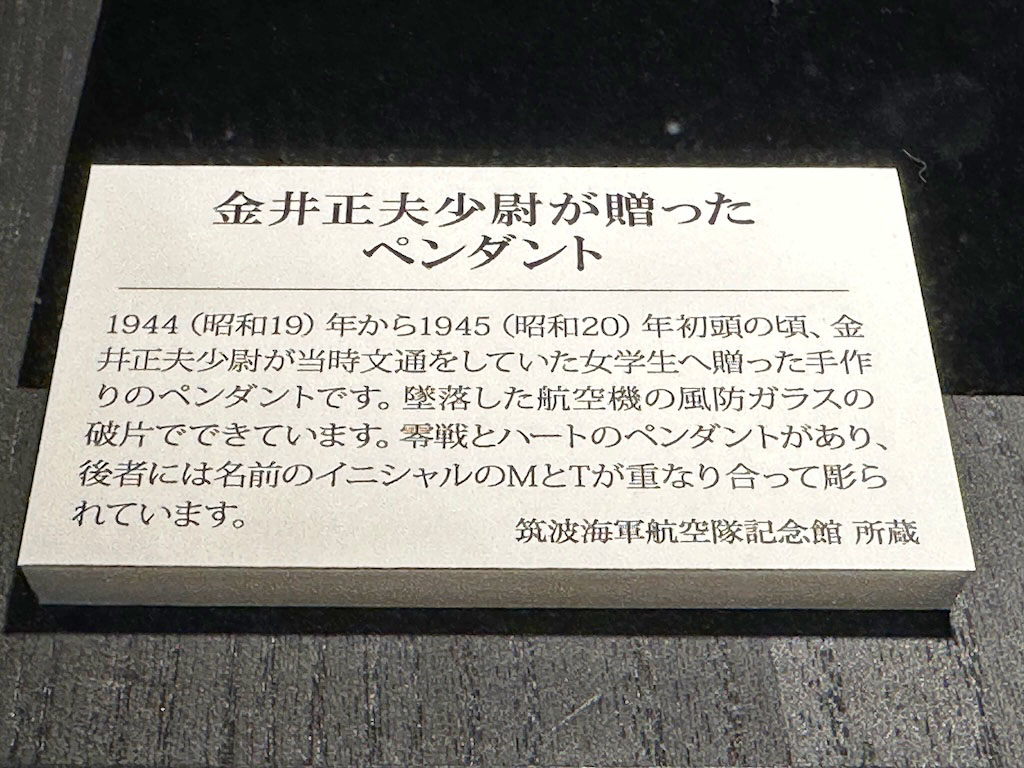 金井正夫少尉が贈った
ペンダント
1944（昭和19）年から1945（昭和20）年初頭の頃、金
井正夫少尉が当時文通をしていた女学生へ贈った手作
りのペンダントです。墜落した航空機の風防ガラスの
破片でできています。零戦とハートのペンダントがあり、
後者には名前のイニシャルのMとTが重なり合って彫ら
れています。
筑波海軍航空隊記念館 所蔵